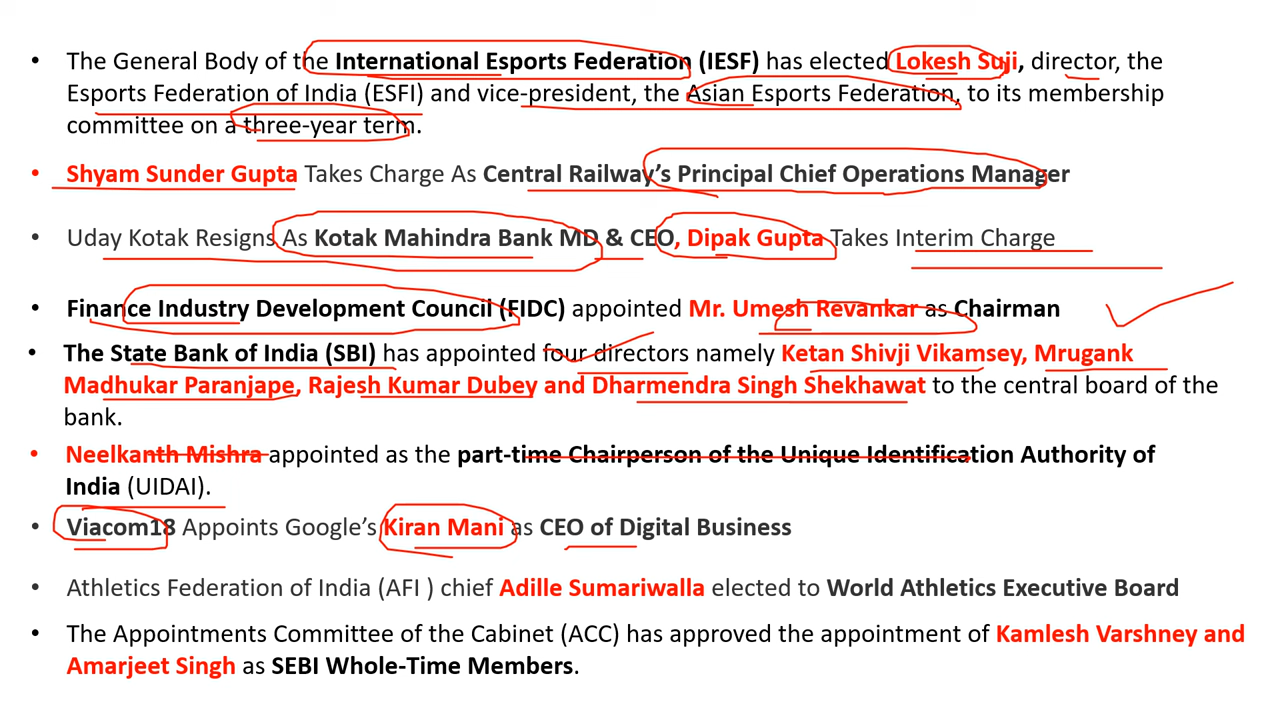 • The General Body of the International Esports Federation (IESF) has elected Lokesh Suji, director, the
Esports Federation of India (ESFI) and vice-president, the Asian Esports Federation, to its membership
committee on a three-year term.
• Shyam Sunder Gupta Takes Charge As Central Railway’s Principal Chief Operations Manager
• Uday Kotak Resigns As Kotak Mahindra Bank MD & CEO, Dipak Gupta Takes Interim Charge
• Finance Industry Development Council (FIDC) appointed Mr. Umesh Revankar as Chairman
• The State Bank of India (SBI) has appointed four directors namely Ketan Shivji Vikamsey, Mrugank
Madhukar Paranjape, Rajesh Kumar Dubey and Dharmendra Singh Shekhawat to the central board of the
bank.
• Neelkanth Mishra appointed as the part-time Chairperson of the Unique Identification Authority of
India (UIDAI).
• Viacom18 Appoints Google’s Kiran Mani as CEO of Digital Business
• Athletics Federation of India (AFI ) chief Adille Sumariwalla elected to World Athletics Executive Board
• The Appointments Committee of the Cabinet (ACC) has approved the appointment of Kamlesh Varshney and
Amarjeet Singh as SEBI Whole-Time Members.